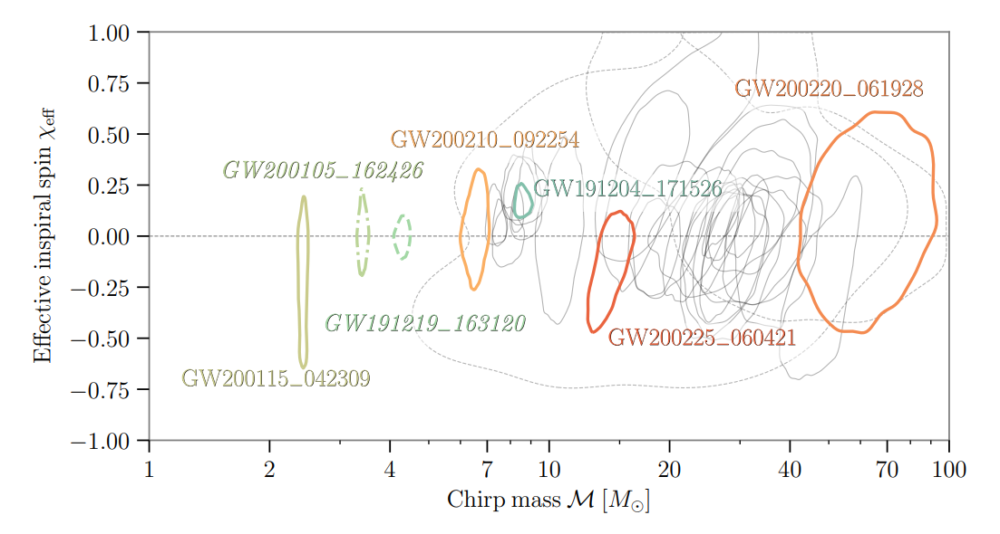 1.00
0.75
0.50
0.25
0.00
−0.25
−0.50
−0.75
−1.00
Effective inspiral spin χeff
GW200220_061928
GW200210_092254
GW200105_162426
GW191204_171526
GW191219_163120
GW200225_060421
GW200115_042309
1 2 4 7 10 20 40 70 100
Chirp mass ℳ [M⊙]